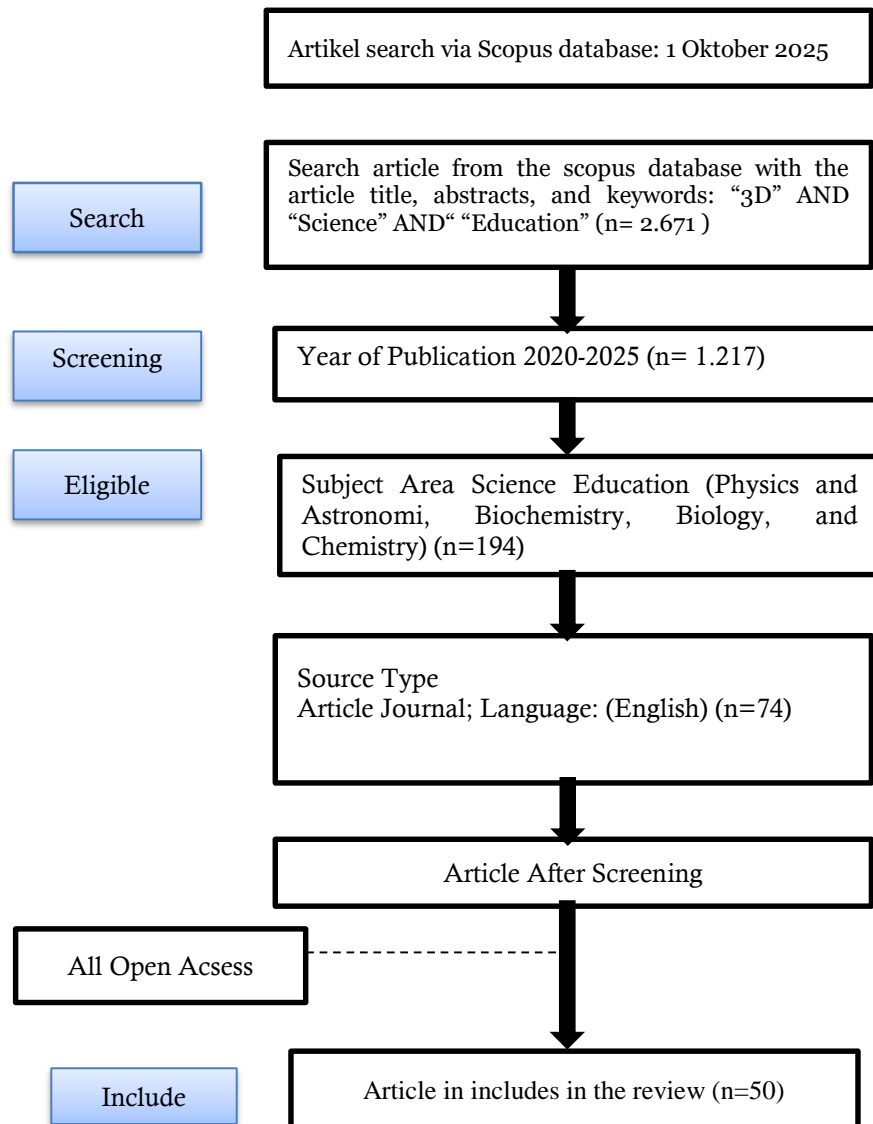 Artikel search via Scopus database: 1 Oktober 2025
Search
Search article from the scopus database with the
article title, abstracts, and keywords: “3D” AND
“Science” AND“ “Education” (n= 2.671 )
Screening
Year of Publication 2020-2025 (n= 1.217)
Eligible
Subject Area Science Education (Physics and
Astronomi, Biochemistry, Biology, and
Chemistry) (n=194)
Source Type
Article Journal; Language: (English) (n=74)
Article After Screening
All Open Acsess
Include
Article in includes in the review (n=50)